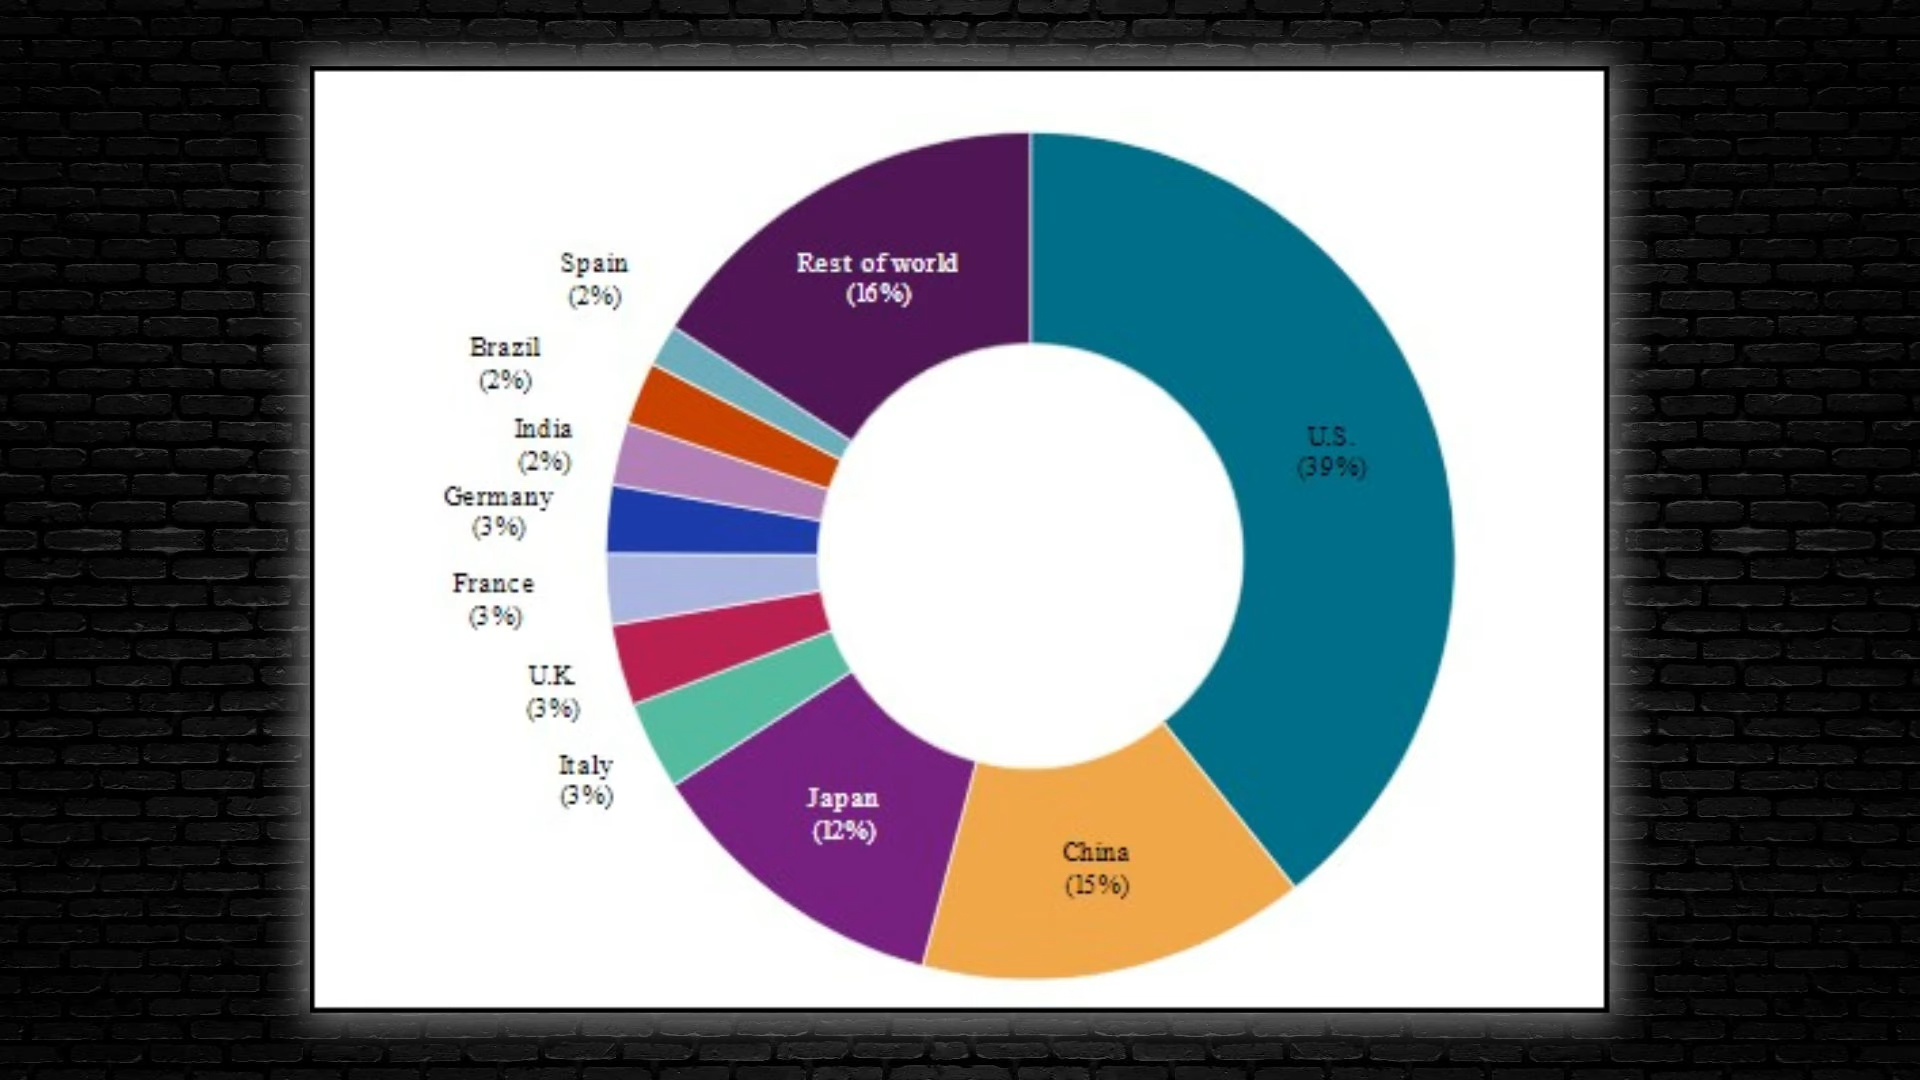 Rest of world
(16%)
Spain
(2%)
Brazil
(2%)
India
(2%)
Germany
(3%)
France
(3%)
U.K.
(3%)
Italy
(3%)
Japan
(12%)
China
(15%)
U.S.
(39%)